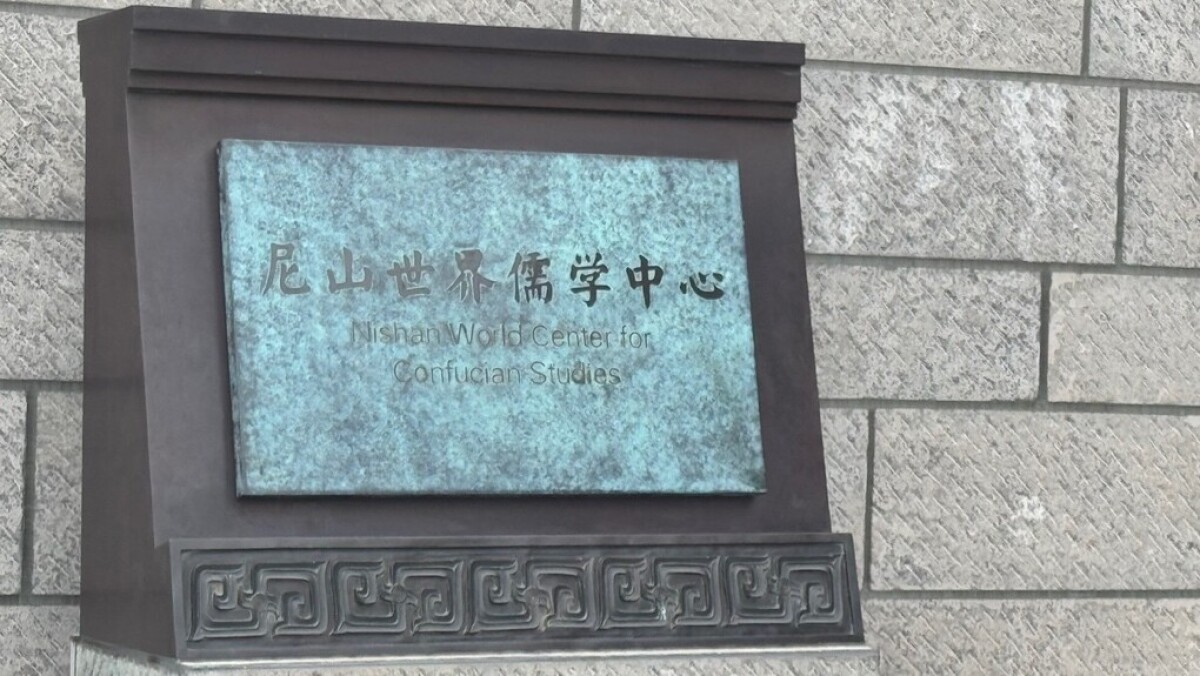 尼山世界儒学中心
Nishan World Center for
Confucian Studies